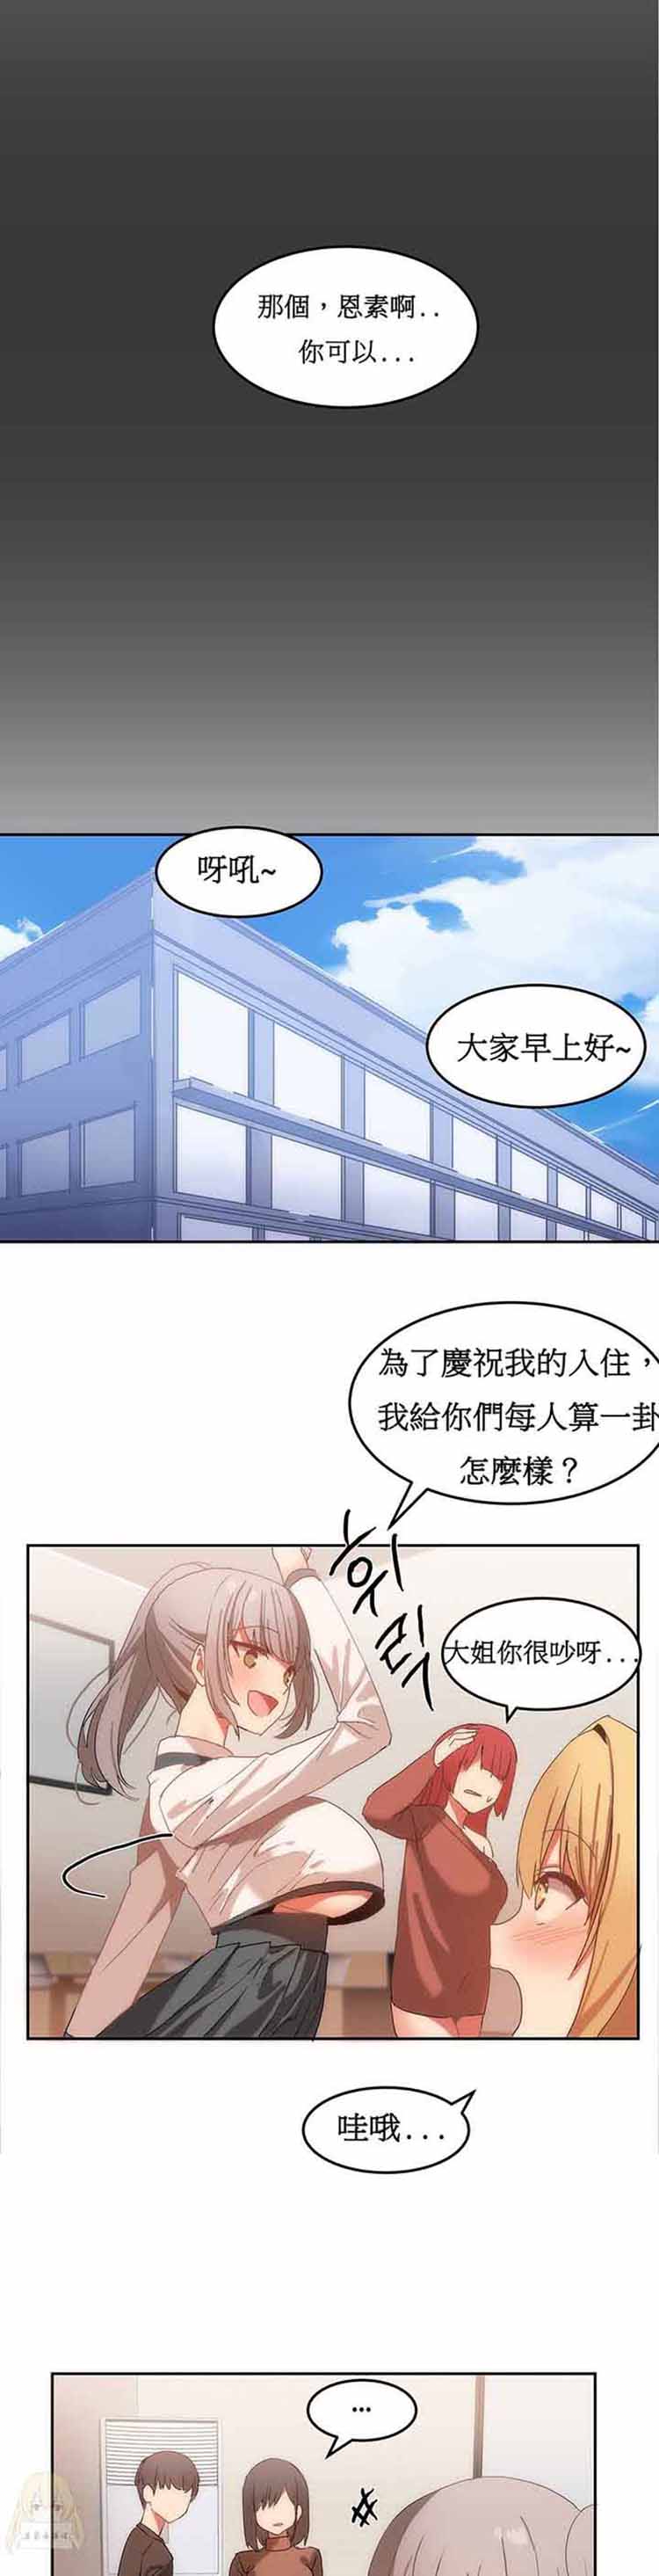 那個，恩素啊..
你可以...
呀吼~
大家早上好~
為了慶祝我的入住，
我給你們每人算一卦
怎麼樣？
휘릭
大姐你很吵呀...
哇哦...
...